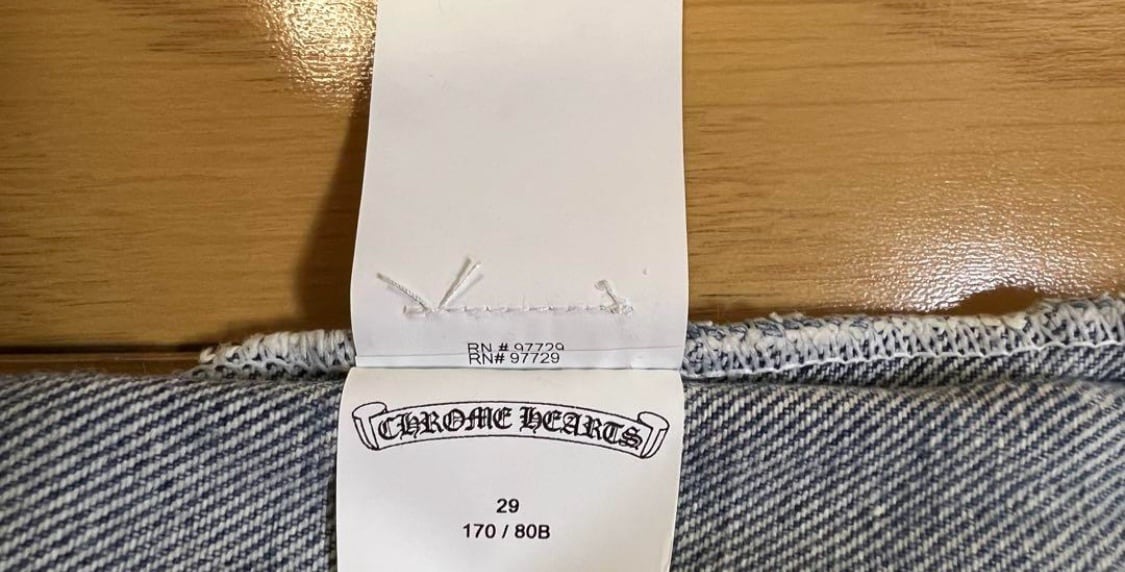 RN # 97729
RN# 97729
CHROME HEARTS
29
170 / 80B